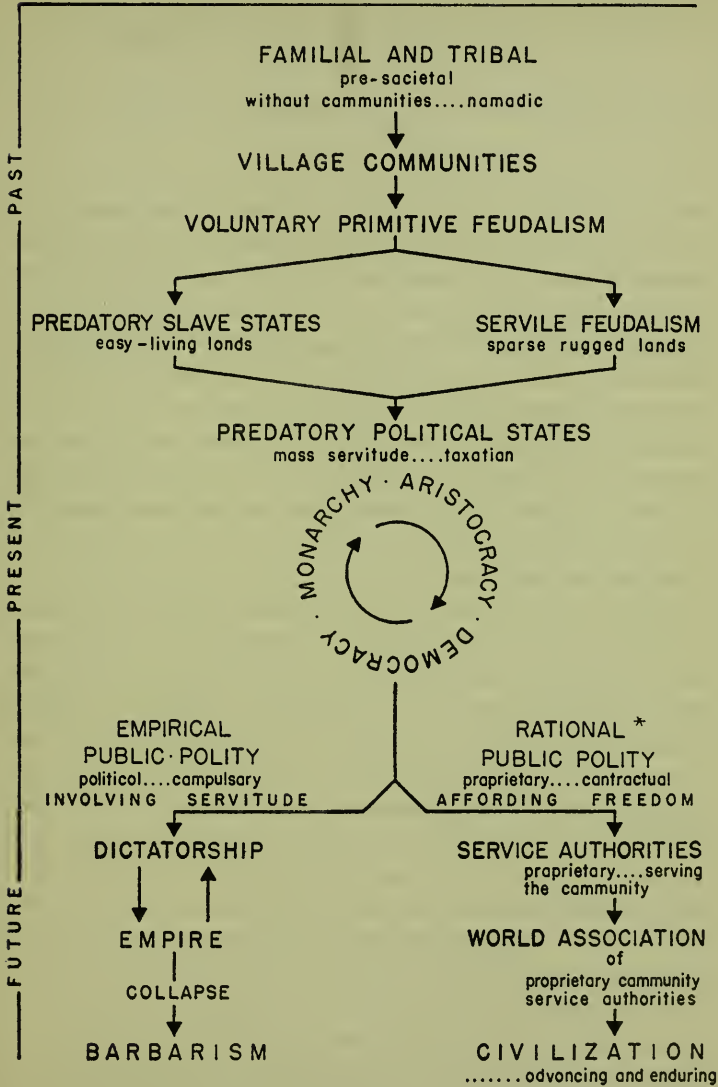 FAMILIAL AND TRIBAL
pre-societal
without communities....nomadic
VILLAGE COMMUNITIES
VOLUNTARY PRIMITIVE FEUDALISM
PREDATORY SLAVE STATES
easy-living lands
SERVILE FEUDALISM
sparse rugged lands
PREDATORY POLITICAL STATES
mass servitude....taxation
MONARCHY · ARISTOCRACY · DEMOCRACY ·
EMPIRICAL
PUBLIC·POLITY
political....compulsary
INVOLVING SERVITUDE
RATIONAL *
PUBLIC POLITY
proprietary....contractual
AFFORDING FREEDOM
DICTATORSHIP
EMPIRE
COLLAPSE
BARBARISM
SERVICE AUTHORITIES
proprietary....serving
the community
WORLD ASSOCIATION
of
proprietary community
service authorities
CIVILIZATION
.......advancing and enduring
PAST
PRESENT
FUTURE